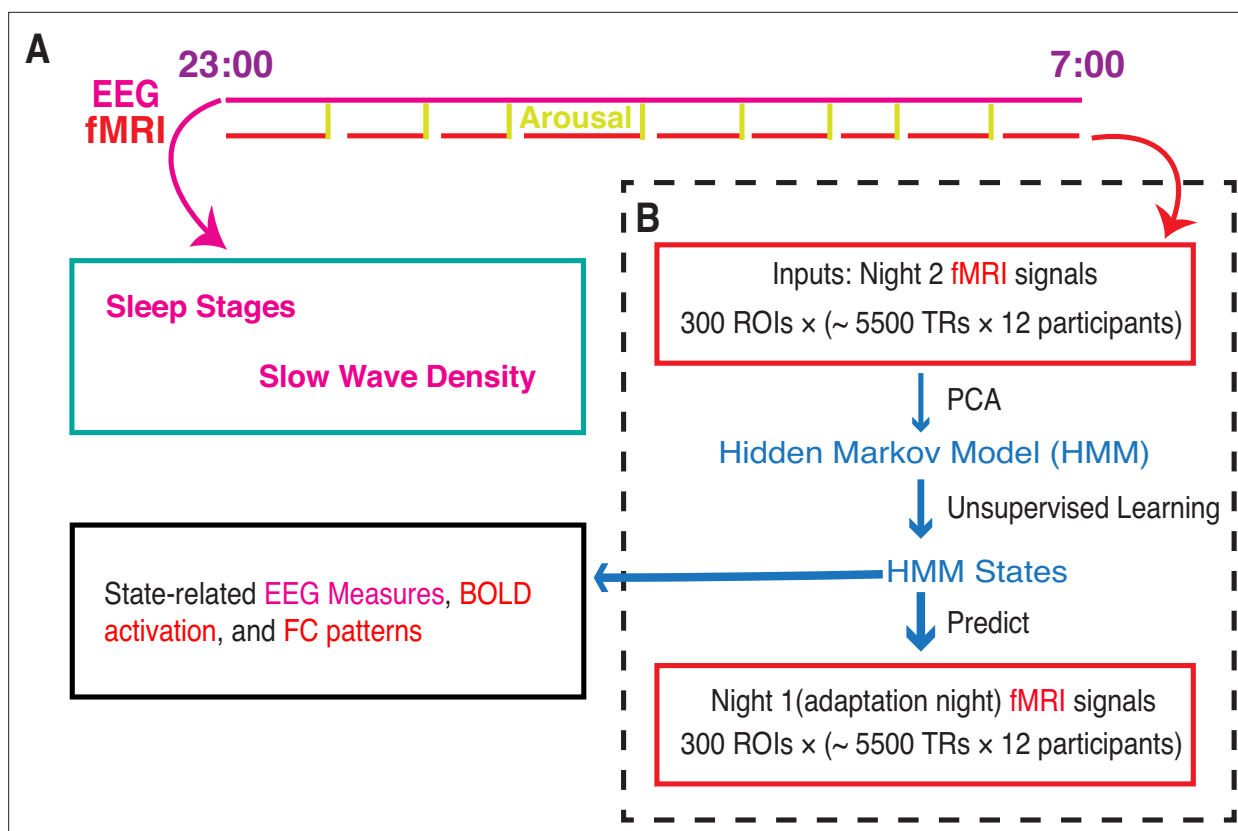 A
23:00
7:00
EEG
fMRI
Arousal
Sleep Stages
Slow Wave Density
B
Inputs: Night 2 fMRI signals
300 ROIs × (~ 5500 TRs × 12 participants)
PCA
Hidden Markov Model (HMM)
Unsupervised Learning
HMM States
State-related EEG Measures, BOLD
activation, and FC patterns
Predict
Night 1(adaptation night) fMRI signals
300 ROIs × (~ 5500 TRs × 12 participants)